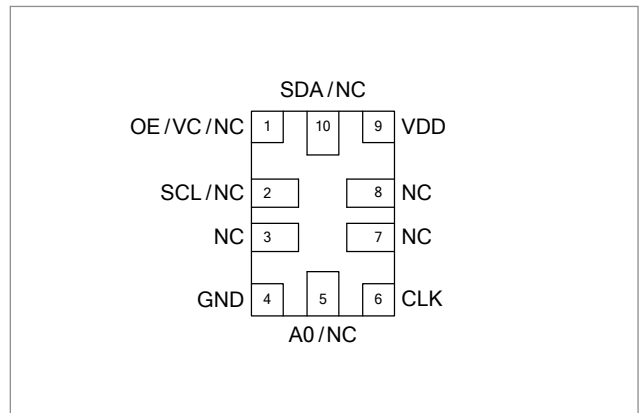 SDA/NC
OE/VC/NC 1 10 9 VDD
SCL/NC 2 8 NC
NC 3 7 NC
GND 4 5 6 CLK
A0/NC